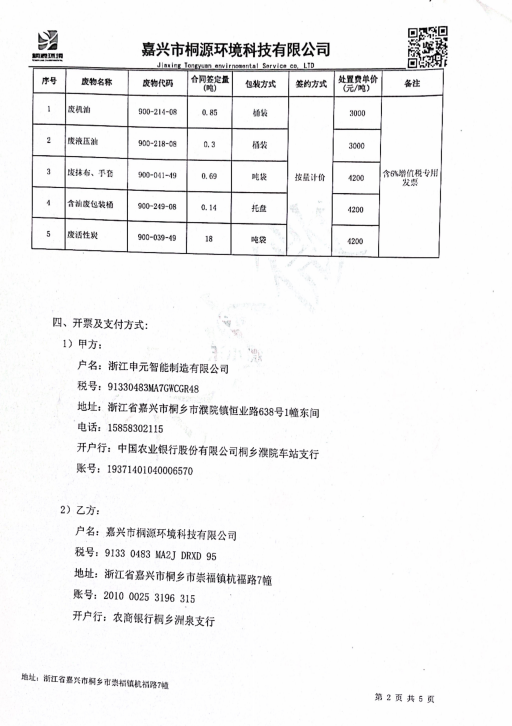 桐源环境
嘉兴市桐源环境科技有限公司
Jiaxing Tongyuan envirnomental Service co. LTD
序号 废物名称 废物代码 合同签定量(吨) 包装方式 签约方式 处置费单价(元/吨) 备注
1 废机油 900-214-08 0.85 桶装 按量计价 3000 含6%增值税专用发票
2 废液压油 900-218-08 0.3 桶装 3000
3 废抹布、手套 900-041-49 0.69 吨袋 4200
4 含油废包装桶 900-249-08 0.14 托盘 4200
5 废活性炭 900-039-49 18 吨袋 4200
四、开票及支付方式:
1）甲方:
户名: 浙江申元智能制造有限公司
税号: 91330483MA7GWCGR48
地址: 浙江省嘉兴市桐乡市濮院镇恒业路638号1幢东间
电话: 15858302115
开户行: 中国农业银行股份有限公司桐乡濮院车站支行
账号: 19371401040006570
2）乙方:
户名: 嘉兴市桐源环境科技有限公司
税号: 9133 0483 MA2J DRXD 95
地址: 浙江省嘉兴市桐乡市崇福镇杭福路7幢
账号: 2010 0025 3196 315
开户行: 农商银行桐乡洲泉支行
地址: 浙江省嘉兴市桐乡市崇福镇杭福路7幢
第 2 页 共 5 页